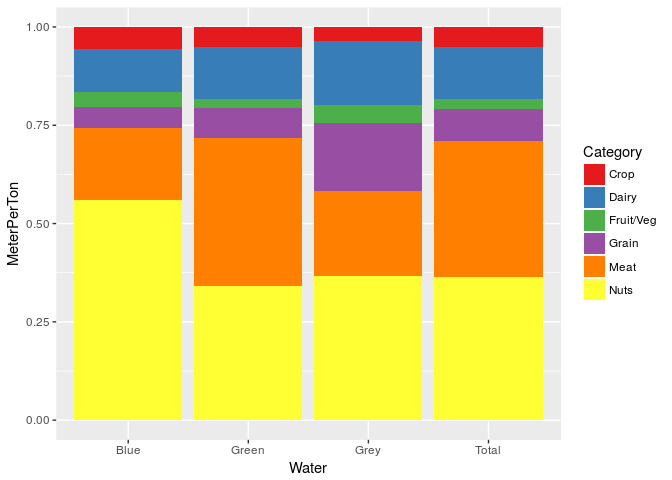 1.00
0.75
0.50
0.25
0.00
MeterPerTon
Blue Green Grey Total
Water
Category
Crop
Dairy
Fruit/Veg
Grain
Meat
Nuts